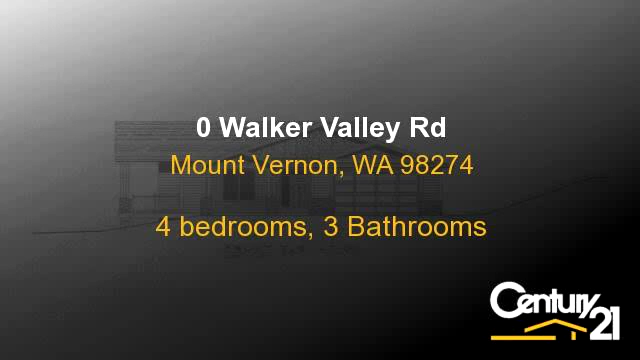 0 Walker Valley Rd
Mount Vernon, WA 98274
4 bedrooms, 3 Bathrooms
Century 21